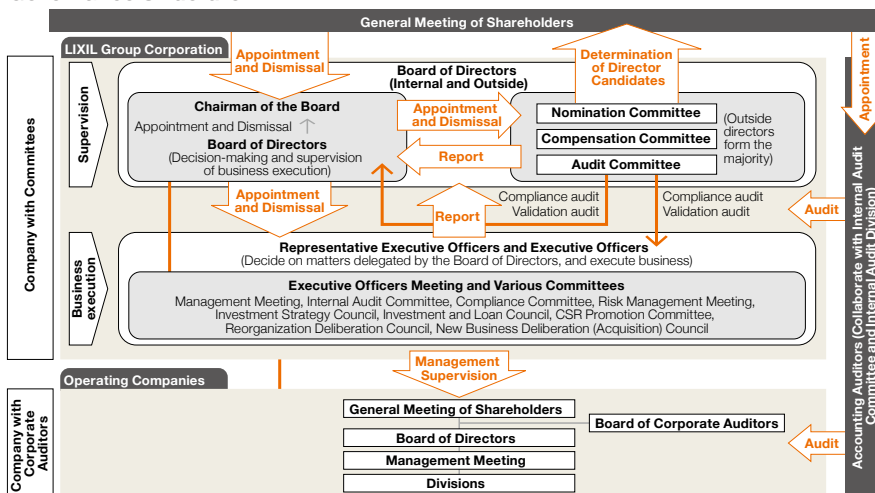 General Meeting of Shareholders
LIXIL Group Corporation
Appointment
and Dismissal
Determination
of Director
Candidates
Appointment
Company with Committees
Supervision
Board of Directors
(Internal and Outside)
Chairman of the Board
Appointment and Dismissal
Board of Directors
(Decision-making and supervision
of business execution)
Appointment
and Dismissal
Report
Nomination Committee
Compensation Committee
Audit Committee
(Outside
directors
form the
majority)
Appointment
and Dismissal
Report
Compliance audit
Validation audit
Compliance audit
Validation audit
Audit
Business
execution
Representative Executive Officers and Executive Officers
(Decide on matters delegated by the Board of Directors, and execute business)
Executive Officers Meeting and Various Committees
Management Meeting, Internal Audit Committee, Compliance Committee, Risk Management Meeting,
Investment Strategy Council, Investment and Loan Council, CSR Promotion Committee,
Reorganization Deliberation Council, New Business Deliberation (Acquisition) Council
Management
Supervision
Accounting Auditors (Collaborate with Internal Audit
Committee and Internal Audit Division)
Company with
Corporate
Auditors
Operating Companies
General Meeting of Shareholders
Board of Corporate Auditors
Board of Directors
Management Meeting
Divisions
Audit